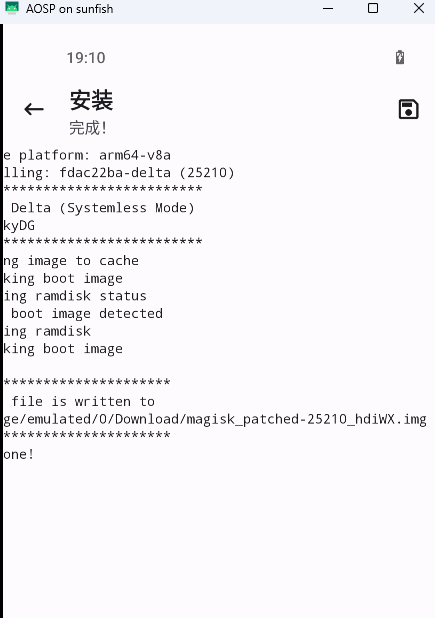 AOSP on sunfish
19:10
安装
完成！
e platform: arm64-v8a
lling: fdac22ba-delta (25210)
*************************
Delta (Systemless Mode)
kyDG
*************************
ng image to cache
king boot image
ing ramdisk status
boot image detected
ing ramdisk
king boot image
*********************
file is written to
ge/emulated/0/Download/magisk_patched-25210_hdiWX.img
*********************
one!